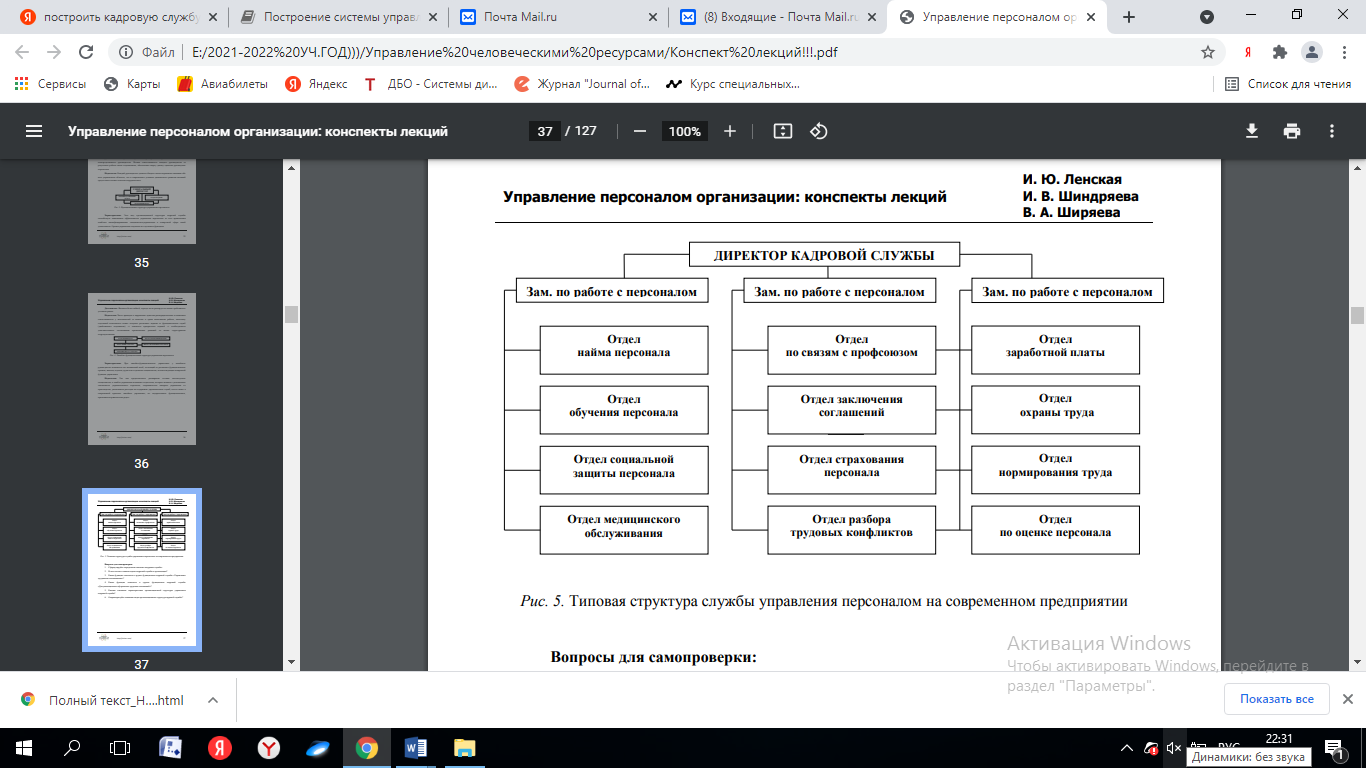 построить кадровую службу
Построение системы управл
Почта Mail.ru
(8) Входящие - Почта Mail.ru
Управление персоналом ор
Файл
E:/2021-2022%20УЧ.ГОД)))/Управление%20человеческими%20ресурсами/Конспект%20лекций!!!.pdf
Сервисы
Карты
Авиабилеты
Яндекс
ДБО - Системы ди...
Журнал "Journal of...
Курс специальных...
Список для чтения
Управление персоналом организации: конспекты лекций
37 / 127
100%
35
36
37
Управление персоналом организации: конспекты лекций
И. Ю. Ленская
И. В. Шиндряева
В. А. Ширяева
ДИРЕКТОР КАДРОВОЙ СЛУЖБЫ
Зам. по работе с персоналом
Зам. по работе с персоналом
Зам. по работе с персоналом
Отдел
найма персонала
Отдел
по связям с профсоюзом
Отдел
заработной платы
Отдел
обучения персонала
Отдел заключения
соглашений
Отдел
охраны труда
Отдел социальной
защиты персонала
Отдел страхования
персонала
Отдел
нормирования труда
Отдел медицинского
обслуживания
Отдел разбора
трудовых конфликтов
Отдел
по оценке персонала
Рис. 5. Типовая структура службы управления персоналом на современном предприятии
Вопросы для самопроверки:
Активация Windows
Чтобы активировать Windows, перейдите в
раздел "Параметры".
Полный текст_Н....html
Показать все
22:31
Динамики: без звука
1